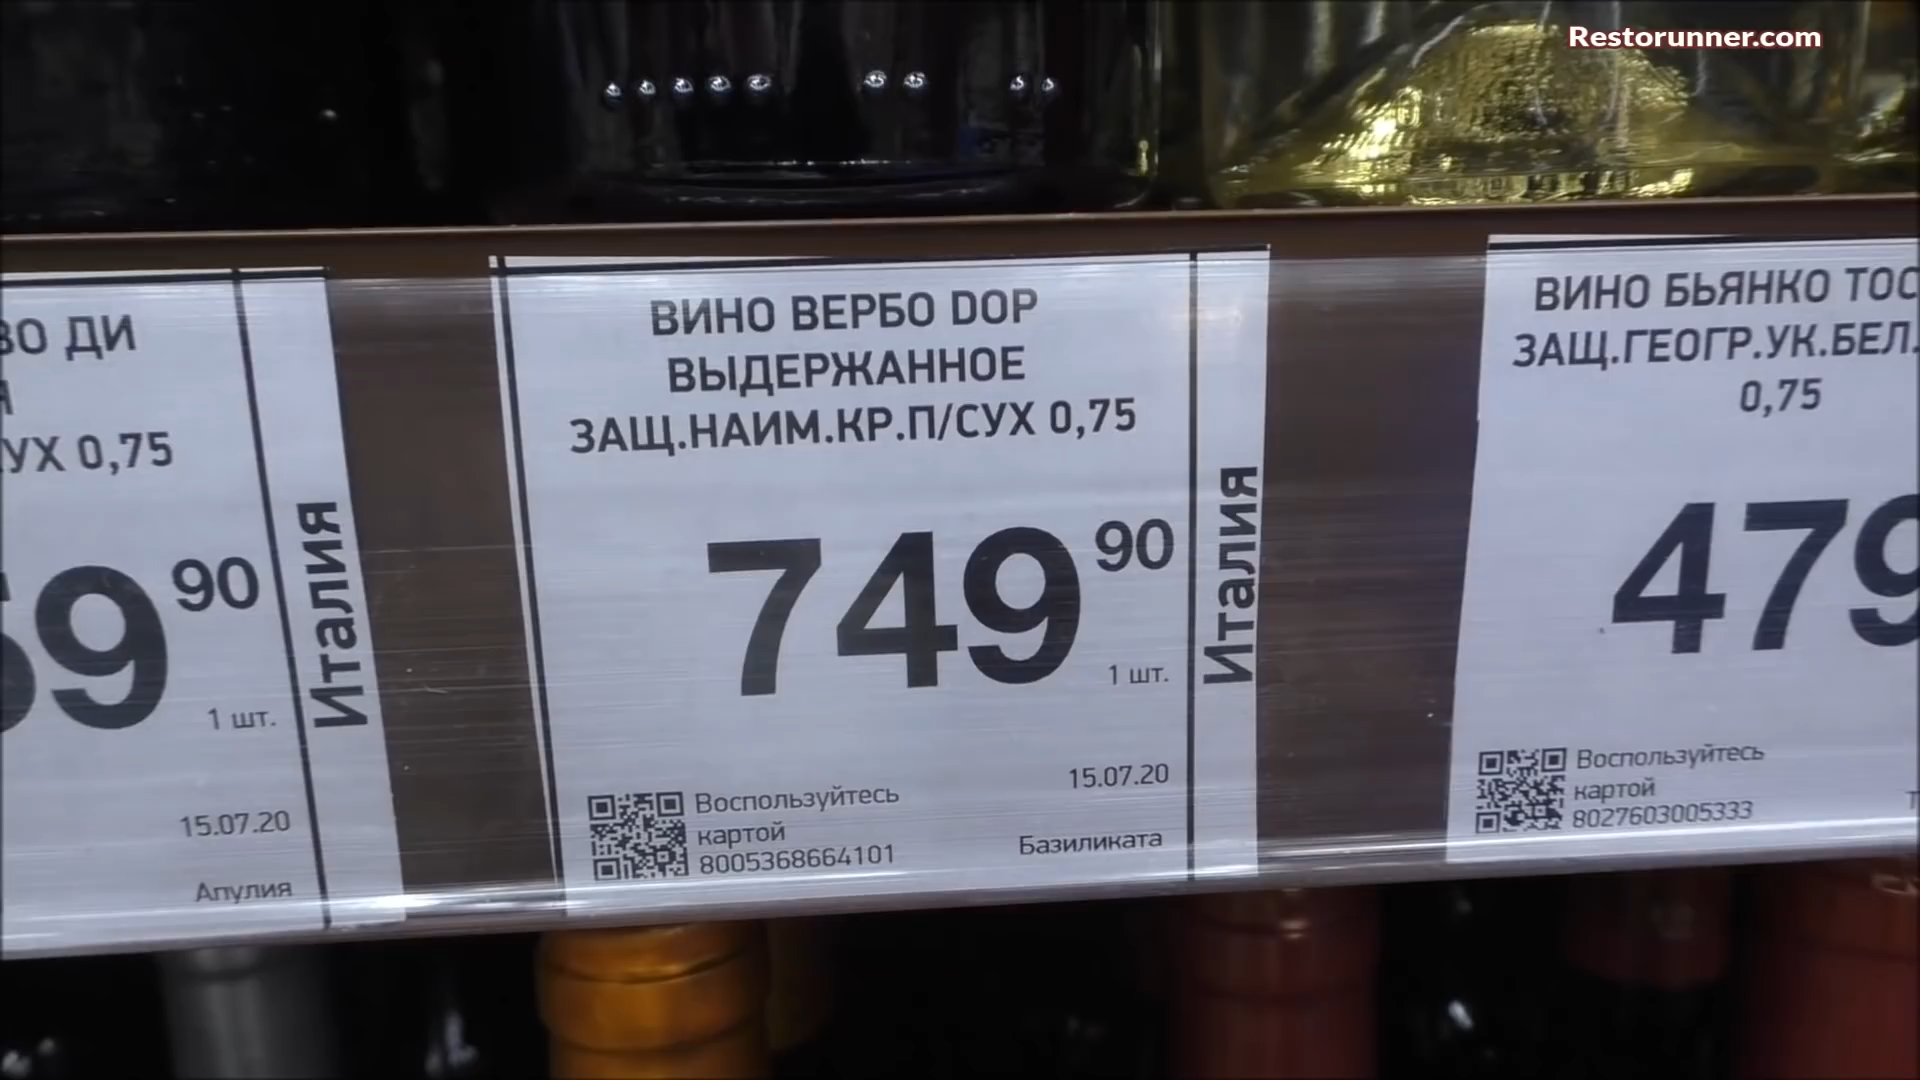 Restorunner.com
ВО ДИ
УХ 0,75
59 90
1 шт.
15.07.20
Апулия
Италия
ВИНО ВЕРБО DOP
ВЫДЕРЖАННОЕ
ЗАЩ.НАИМ.КР.П/СУХ 0,75
749 90
1 шт.
15.07.20
Воспользуйтесь
картой
8005368664101
Базиликата
Италия
ВИНО БЬЯНКО ТОС
ЗАЩ.ГЕОГР.УК.БЕЛ.
0,75
479
Воспользуйтесь
картой
8027603005333